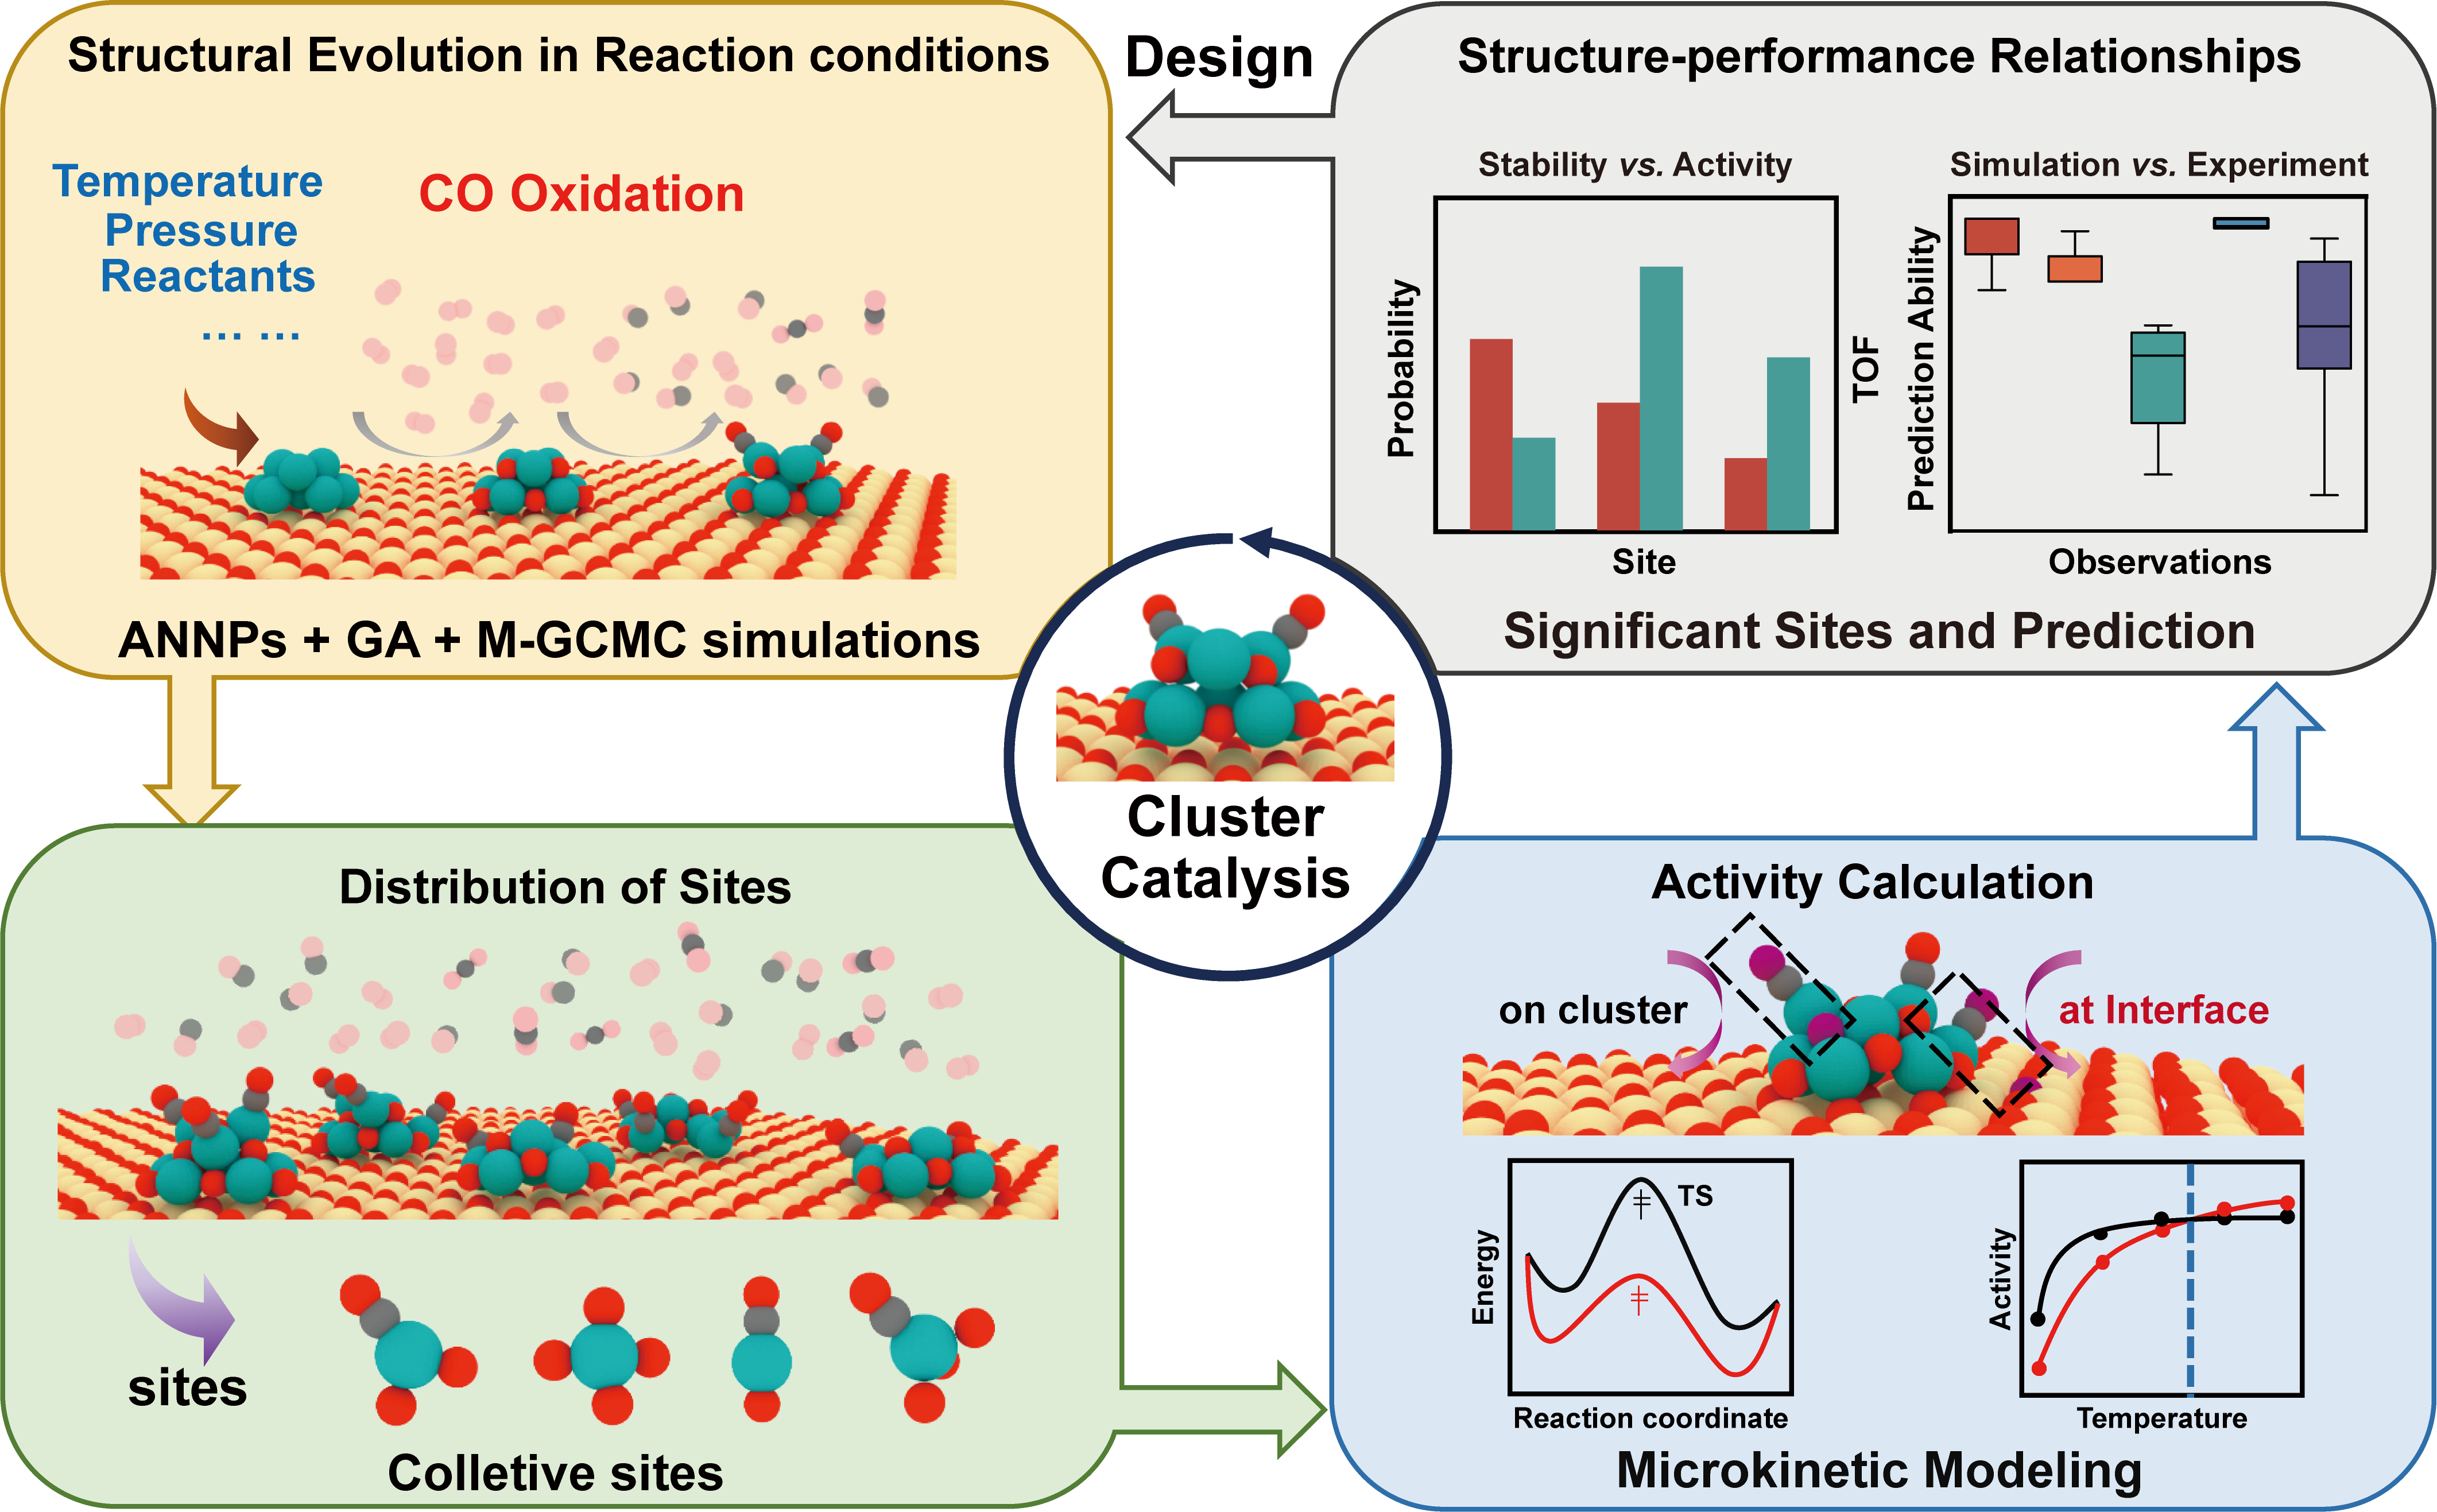 Structural Evolution in Reaction conditions
Temperature
Pressure
Reactants
... ...
CO Oxidation
ANNPs + GA + M-GCMC simulations
Design
Structure-performance Relationships
Stability vs. Activity
Probability
TOF
Site
Simulation vs. Experiment
Prediction Ability
Observations
Significant Sites and Prediction
Cluster
Catalysis
Distribution of Sites
sites
Colletive sites
Activity Calculation
on cluster
at Interface
TS
‡
‡
Energy
Reaction coordinate
Activity
Temperature
Microkinetic Modeling